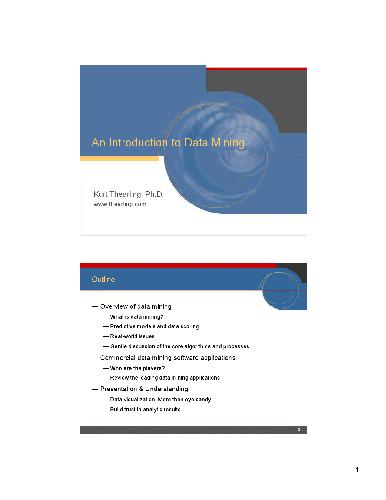 An Introduction to Data Mining
Kurt Thearling, Ph.D.
www.thearling.com
Outline
— Overview of data mining
— What is data mining?
— Predictive models and data scoring
— Real-world issues
— Gentle discussion of the core algorithms and processes
— Commercial data mining software applications
— Who are the players?
— Review the leading data mining applications
— Presentation & Understanding
— Data visualization: More than eye candy
— Build trust in analytic results
2
1